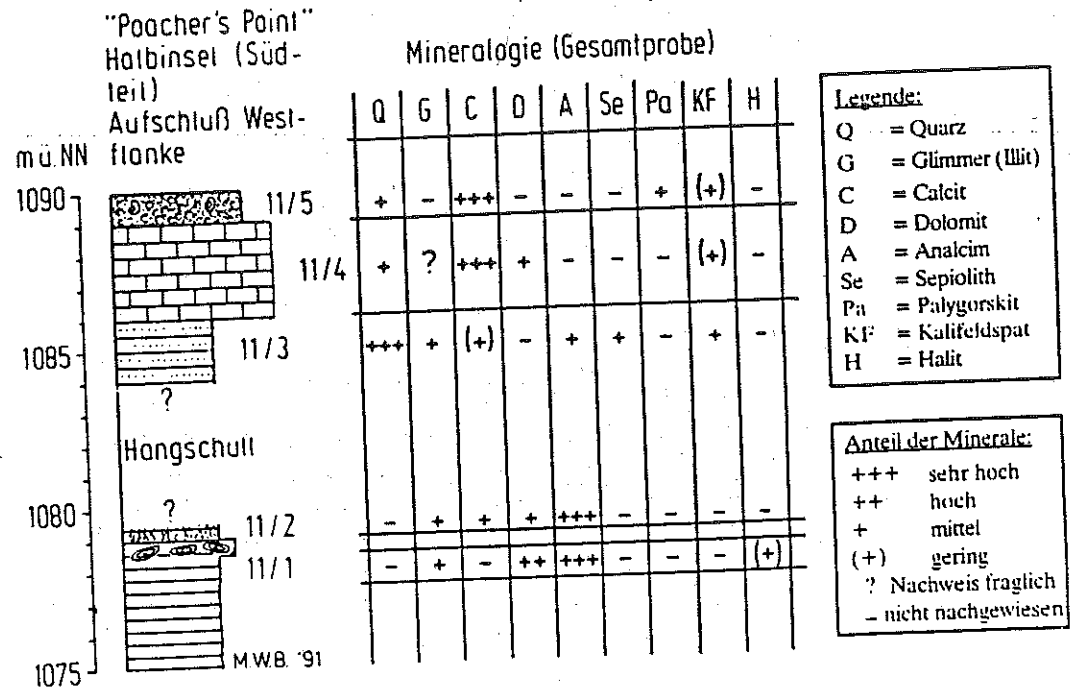 "Poacher's Point"
Halbinsel (Süd-
teil)
Aufschluß West-
flanke
m ü. NN
Mineralogie (Gesamtprobe)
Q G C D A Se Pa KF H
1090
11/5 + - +++ - - - + (+) -
11/4 + ? +++ + - - - (+) -
1085
11/3 +++ + (+) - + + - + -
?
Hangschutt
?
1080
11/2 - + + + +++ - - - -
11/1 - + - ++ +++ - - - (+)
1075
M.W.B. '91
Legende:
Q = Quarz
G = Glimmer (Illit)
C = Calcit
D = Dolomit
A = Analcim
Se = Sepiolith
Pa = Palygorskit
KF = Kalifeldspat
H = Halit
Anteil der Minerale:
+++ sehr hoch
++ hoch
+ mittel
(+) gering
? Nachweis fraglich
- nicht nachgewiesen